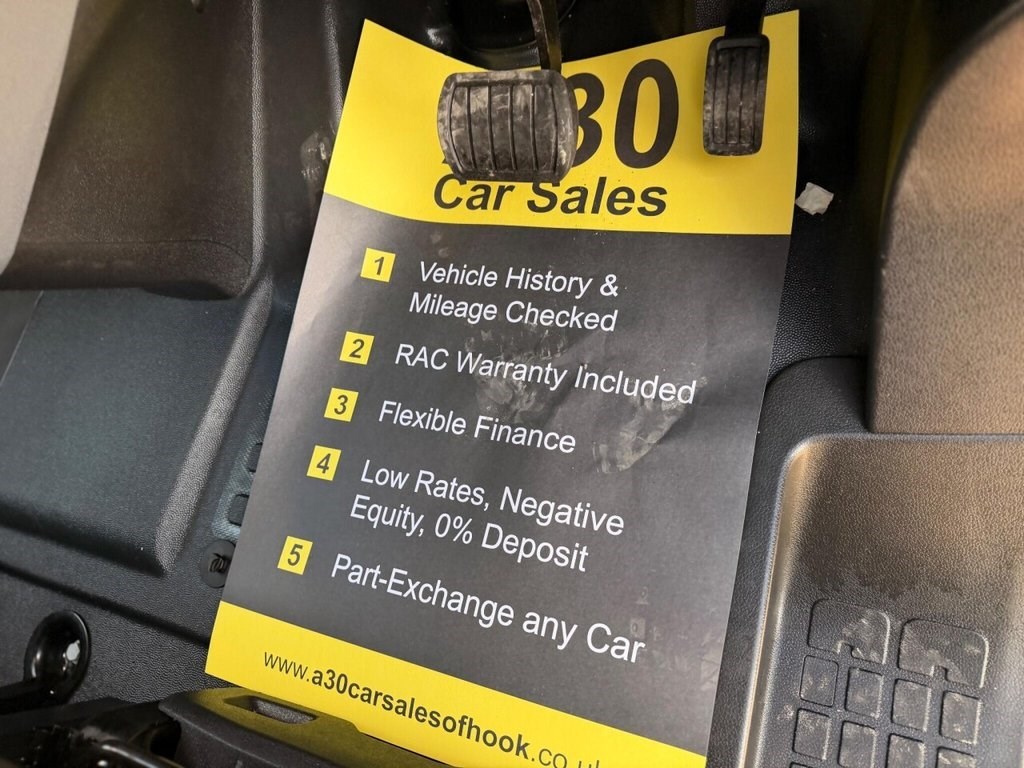 30
Car Sales
1 Vehicle History &
Mileage Checked
2 RAC Warranty Included
3 Flexible Finance
4 Low Rates, Negative
Equity, 0% Deposit
5 Part-Exchange any Car
www.a30carsalesofhook.co.u